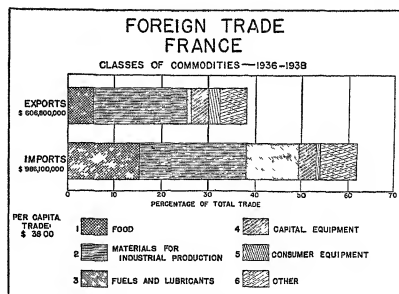 FOREIGN TRADE
FRANCE
CLASSES OF COMMODITIES—1936-1938
EXPORTS
$606,800,000
IMPORTS
$986,100,000
0 10 20 30 40 50 60 70
PERCENTAGE OF TOTAL TRADE
PER CAPITA
TRADE:
$ 38.00
1 FOOD
2 MATERIALS FOR
INDUSTRIAL PRODUCTION
3 FUELS AND LUBRICANTS
4 CAPITAL EQUIPMENT
5 CONSUMER EQUIPMENT
6 OTHER